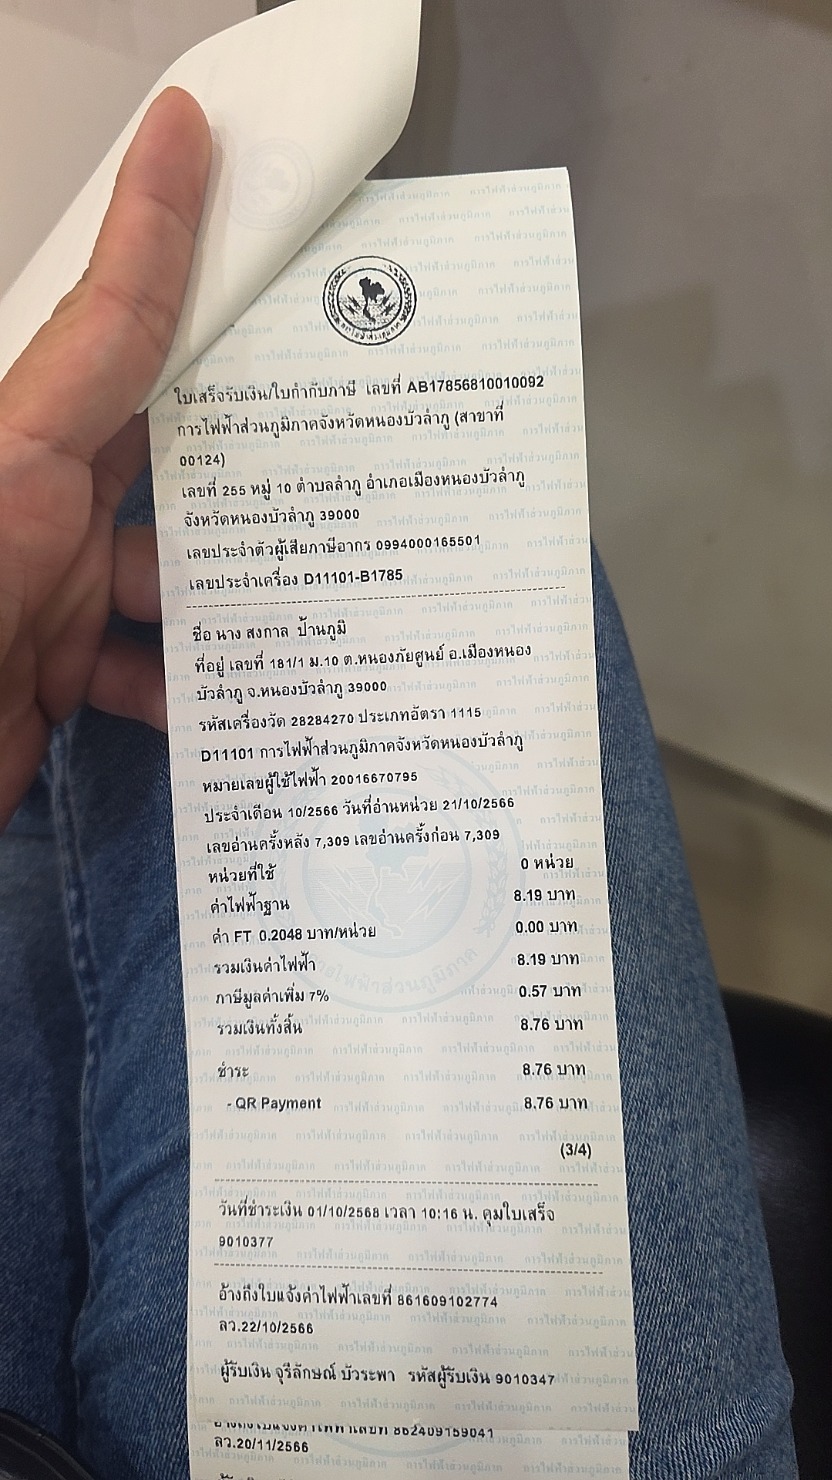 ใบเสร็จรับเงิน/ใบกำกับภาษี เลขที่ AB17856810010092
การไฟฟ้าส่วนภูมิภาคจังหวัดหนองบัวลำภู (สาขาที่
00124)
เลขที่ 255 หมู่ 10 ตำบลลำภู อำเภอเมืองหนองบัวลำภู
จังหวัดหนองบัวลำภู 39000
เลขประจำตัวผู้เสียภาษีอากร 0994000165501
เลขประจำเครื่อง D11101-B1785
ชื่อ นาง สงกาล ป้านภูมิ
ที่อยู่ เลขที่ 181/1 ม.10 ต.หนองภัยศูนย์ อ.เมืองหนอง
บัวลำภู จ.หนองบัวลำภู 39000
รหัสเครื่องวัด 28284270 ประเภทอัตรา 1115
D11101 การไฟฟ้าส่วนภูมิภาคจังหวัดหนองบัวลำภู
หมายเลขผู้ใช้ไฟฟ้า 20016670795
ประจำเดือน 10/2566 วันที่อ่านหน่วย 21/10/2566
เลขอ่านครั้งหลัง 7,309 เลขอ่านครั้งก่อน 7,309
หน่วยที่ใช้ 0 หน่วย
ค่าไฟฟ้าฐาน 8.19 บาท
ค่า FT 0.2048 บาท/หน่วย 0.00 บาท
รวมเงินค่าไฟฟ้า 8.19 บาท
ภาษีมูลค่าเพิ่ม 7% 0.57 บาท
รวมเงินทั้งสิ้น 8.76 บาท
ชำระ 8.76 บาท
- QR Payment 8.76 บาท
(3/4)
วันที่ชำระเงิน 01/10/2568 เวลา 10:16 น. คุมใบเสร็จ
9010377
อ้างถึงใบแจ้งค่าไฟฟ้าเลขที่ 861609102774
ลว.22/10/2566
ผู้รับเงิน จุรีลักษณ์ บัวระพา รหัสผู้รับเงิน 9010347
อ้างถึงใบแจ้งค่าไฟฟ้าเลขที่ 862409159041
ลว.20/11/2566